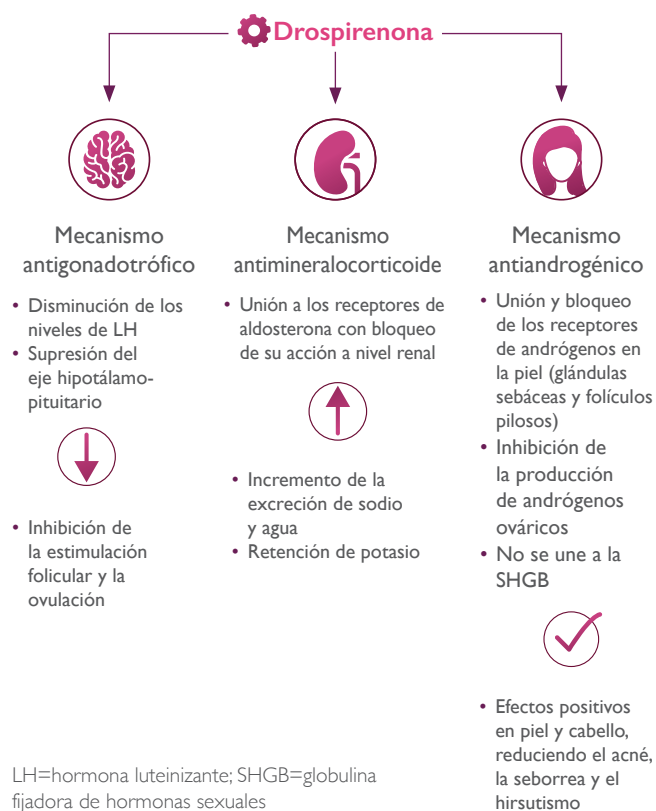 Drospirenona
Mecanismo
antigonadotrófico
• Disminución de los
niveles de LH
• Supresión del
eje hipotálamo-
pituitario
• Inhibición de
la estimulación
folicular y la
ovulación
Mecanismo
antimineralocorticoide
• Unión a los receptores de
aldosterona con bloqueo
de su acción a nivel renal
• Incremento de la
excreción de sodio
y agua
• Retención de potasio
Mecanismo
antiandrogénico
• Unión y bloqueo
de los receptores
de andrógenos en
la piel (glándulas
sebáceas y folículos
pilosos)
• Inhibición de
la producción
de andrógenos
ováricos
• No se une a la
SHGB
• Efectos positivos
en piel y cabello,
reduciendo el acné,
la seborrea y el
hirsutismo
LH=hormona luteinizante; SHGB=globulina
fijadora de hormonas sexuales